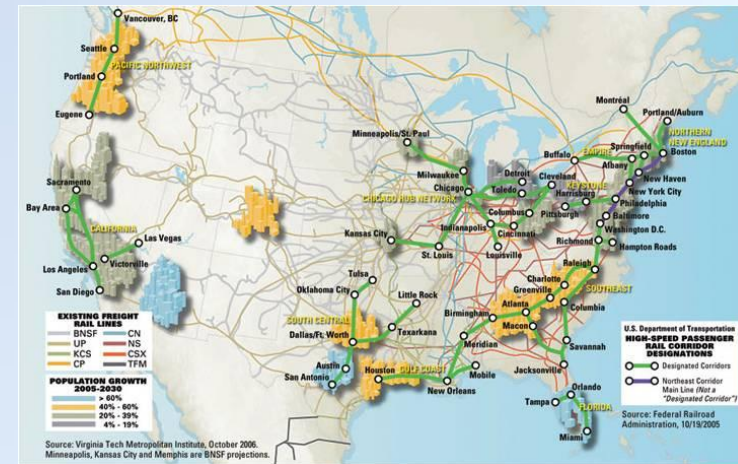 Vancouver, BC
Seattle
PACIFIC NORTHWEST
Portland
Eugene
Montréal
Portland/Auburn
NORTHERN
NEW ENGLAND
Minneapolis/St. Paul
Buffalo
EMPIRE
Springfield
Albany
Boston
Milwaukee
Detroit
Cleveland
New Haven
Chicago
Toledo
KEYSTONE
Harrisburg
New York City
CHICAGO HUB NETWORK
Columbus
Pittsburgh
Philadelphia
Baltimore
Sacramento
Bay Area
Kansas City
Indianapolis
Cincinnati
Washington D.C.
CALIFORNIA
Las Vegas
St. Louis
Louisville
Richmond
Hampton Roads
Los Angeles
Victorville
Tulsa
Raleigh
San Diego
Oklahoma City
Little Rock
Charlotte
SOUTHEAST
Greenville
SOUTH CENTRAL
Texarkana
Birmingham
Atlanta
Columbia
Dallas/Ft. Worth
Macon
Meridian
Savannah
Austin
Houston
GULF COAST
Mobile
Jacksonville
San Antonio
New Orleans
Orlando
Tampa
FLORIDA
Miami
EXISTING FREIGHT
RAIL LINES
BNSF CN
UP NS
KCS CSX
CP TFM
POPULATION GROWTH
2005-2030
> 60%
40% - 60%
20% - 39%
4% - 19%
Source: Virginia Tech Metropolitan Institute, October 2006.
Minneapolis, Kansas City and Memphis are BNSF projections.
U.S. Department of Transportation
HIGH-SPEED PASSENGER
RAIL CORRIDOR
DESIGNATIONS
Designated Corridors
Northeast Corridor
Main Line (Not a
"Designated Corridor")
Source: Federal Railroad
Administration, 10/19/2005